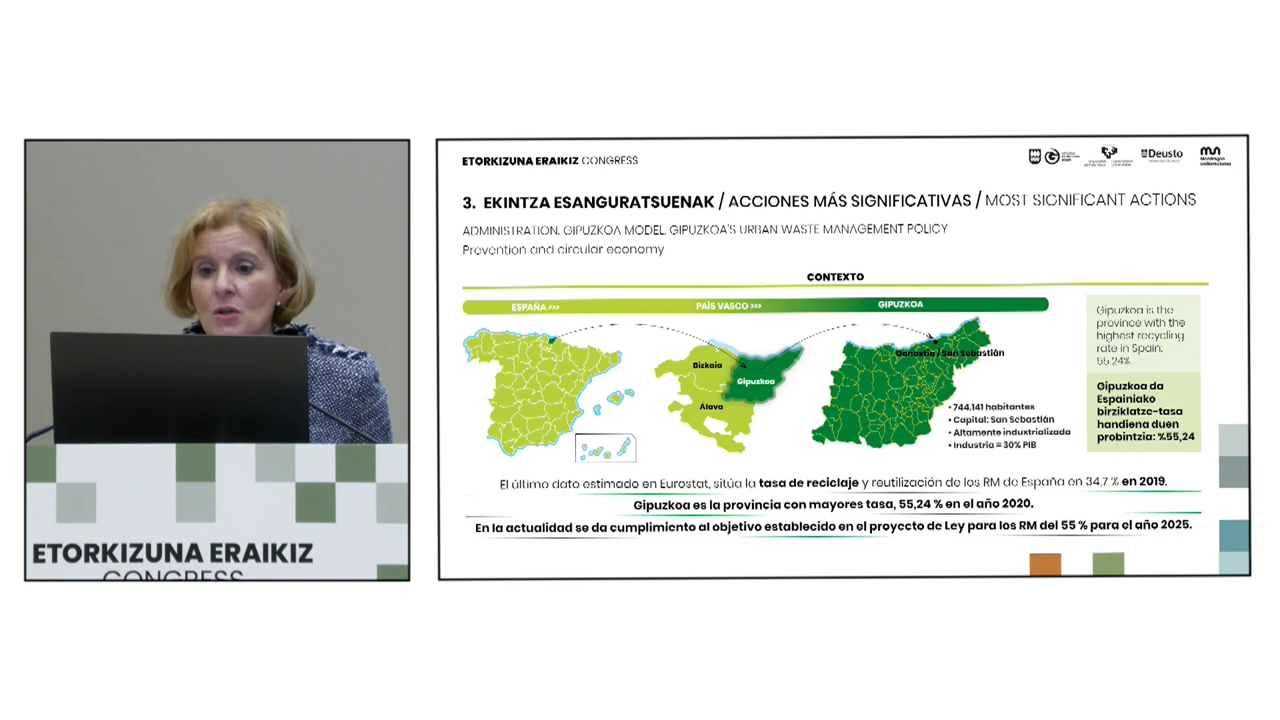 ETORKIZUNA ERAIKIZ CONGRESS
Deusto
3. EKINTZA ESANGURATSUENAK / ACCIONES MÁS SIGNIFICATIVAS / MOST SIGNIFICANT ACTIONS
ADMINISTRATION. GIPUZKOA MODEL, GIPUZKOA'S URBAN WASTE MANAGEMENT POLICY
Prevention and circular economy
CONTEXTO
ESPAÑA >>>
PAÍS VASCO >>>
GIPUZKOA
Bizkaia
Gipuzkoa
Álava
Donostia / San Sebastián
• 744.141 habitantes
• Capital: San Sebastián
• Altamente industrializada
• Industria = 30% PIB
Gipuzkoa is the
province with the
highest recycling
rate in Spain:
55,24%.
Gipuzkoa da
Espainiako
birziklatze-tasa
handiena duen
probintzia: %55,24
El último dato estimado en Eurostat, sitúa la tasa de reciclaje y reutilización de los RM de España en 34,7 % en 2019.
Gipuzkoa es la provincia con mayores tasa, 55,24 % en el año 2020.
En la actualidad se da cumplimiento al objetivo establecido en el proyecto de Ley para los RM del 55 % para el año 2025.
ETORKIZUNA ERAIKIZ
CONGRESS